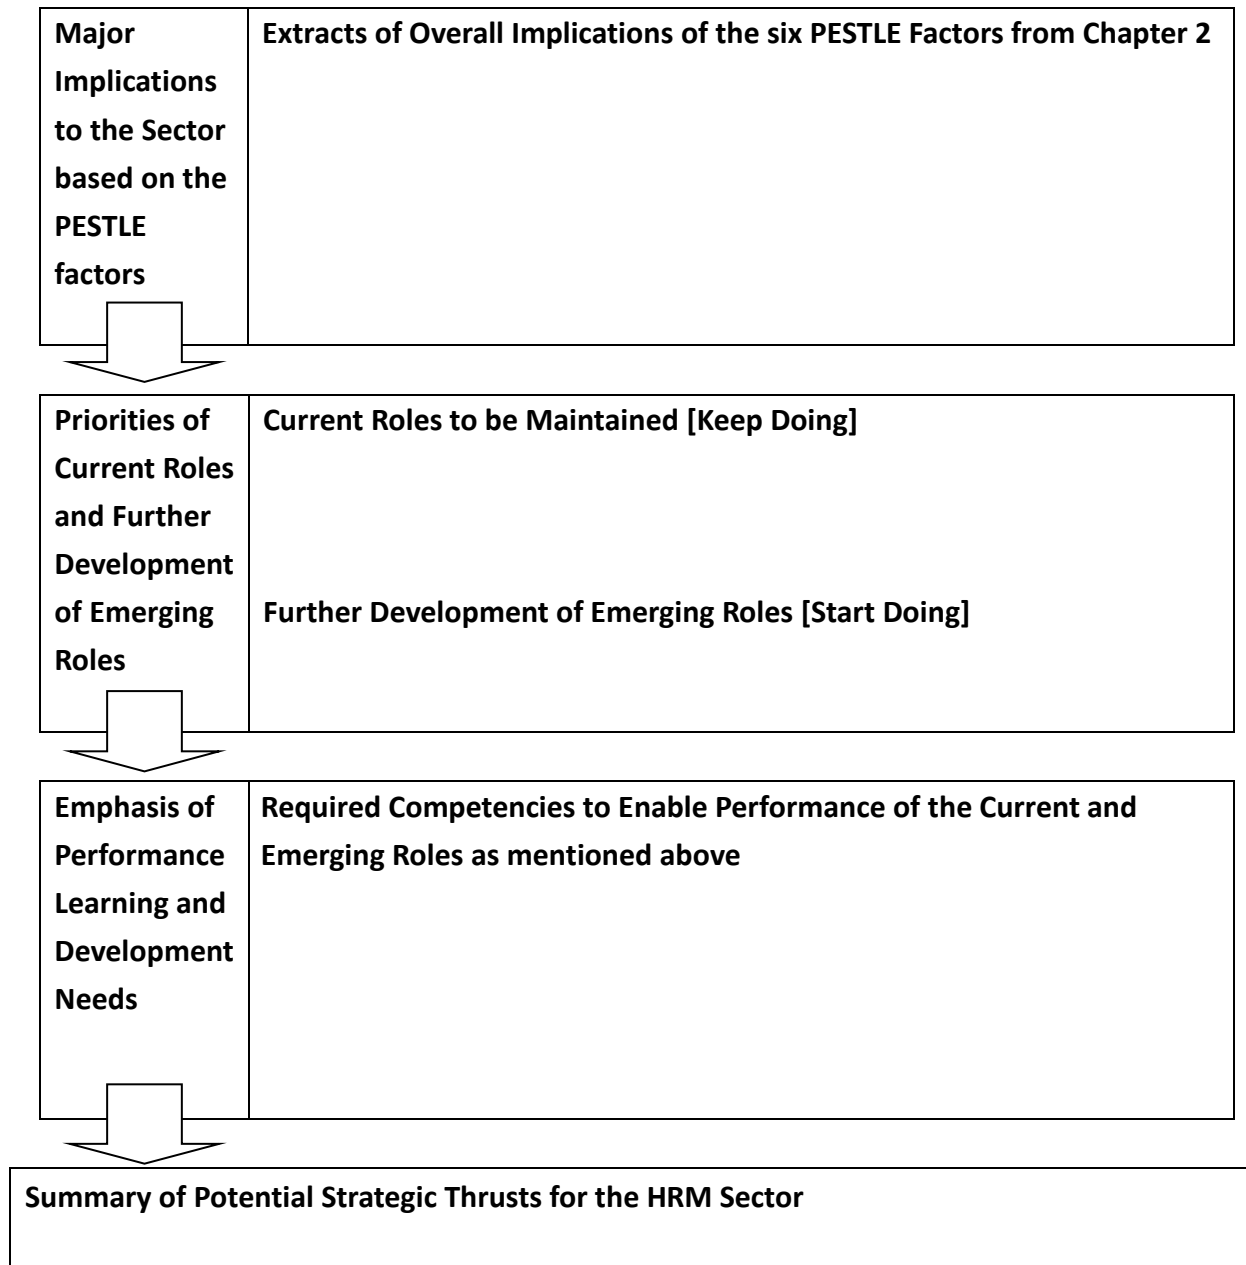 Major
Implications
to the Sector
based on the
PESTLE
factors
Extracts of Overall Implications of the six PESTLE Factors from Chapter 2
Priorities of
Current Roles
and Further
Development
of Emerging
Roles
Current Roles to be Maintained [Keep Doing]
Further Development of Emerging Roles [Start Doing]
Emphasis of
Performance
Learning and
Development
Needs
Required Competencies to Enable Performance of the Current and
Emerging Roles as mentioned above
Summary of Potential Strategic Thrusts for the HRM Sector